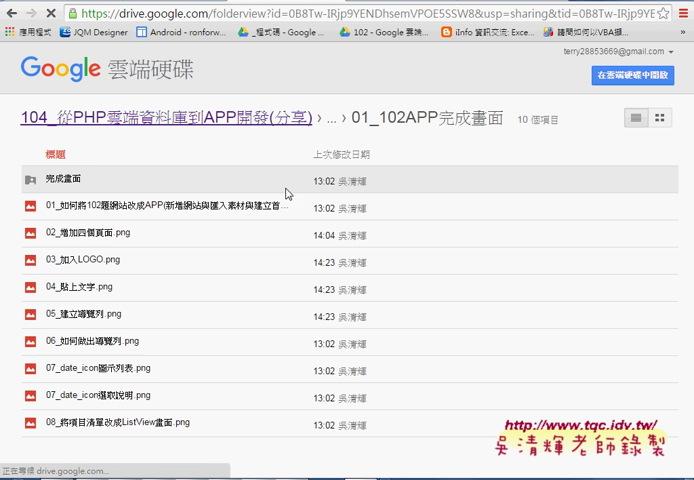 https://drive.google.com/folderview?id=0B8Tw-IRjp9YENDhsemVPOE5SSW8&usp=sharing&tid=0B8Tw-IRjp9YE
應用程式 JQM Designer Android - ronforw... _程式碼 - Google ... 102 - Google 雲端... iInfo 資訊交流: Exce... 請問如何以VBA擷...
terry28853669@gmail.com
Google 雲端硬碟
在雲端硬碟中開啟
104_從PHP雲端資料庫到APP開發(分享) › ... › 01_102APP完成畫面 10 個項目
標題 上次修改日期
完成畫面 13:02 吳清輝
01_如何將102題網站改成APP(新增網站與匯入素材與建立首... 13:02 吳清輝
02_增加四個頁面.png 14:04 吳清輝
03_加入LOGO.png 14:23 吳清輝
04_貼上文字.png 14:23 吳清輝
05_建立導覽列.png 14:23 吳清輝
06_如何做出導覽列.png 13:02 吳清輝
07_date_icon圖示列表.png 13:02 吳清輝
07_date_icon選取說明.png 13:02 吳清輝
08_將項目清單改成ListView畫面.png 13:02 吳清輝
http://www.tqc.idv.tw/
吳清輝老師錄製
正在等候 drive.google.com...